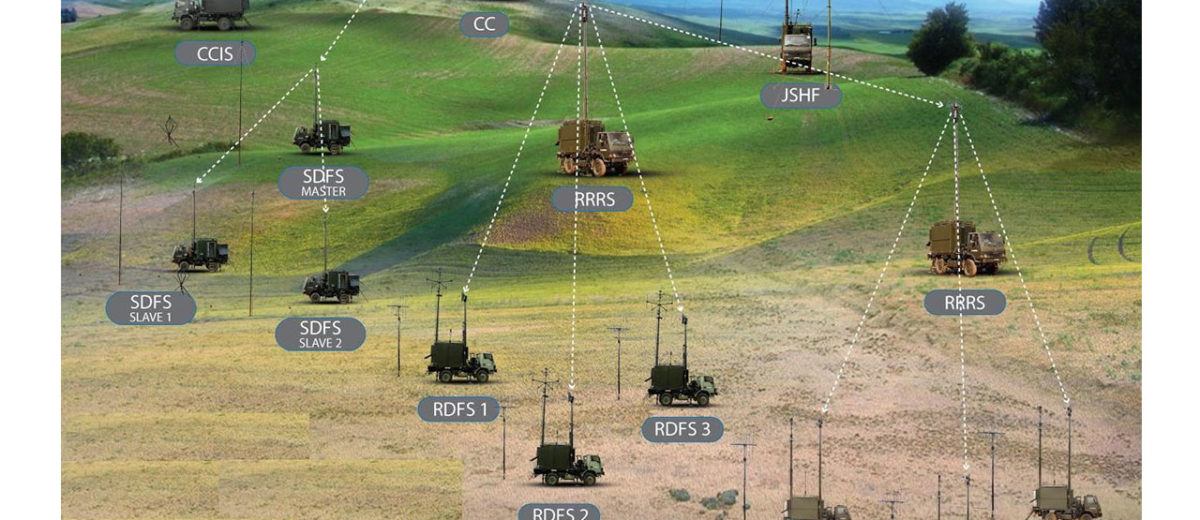 CC
CCIS
JSHF
SDFS
MASTER
RRRS
SDFS
SLAVE 1
RRRS
SDFS
SLAVE 2
RDFS 1
RDFS 3
RDFS 2